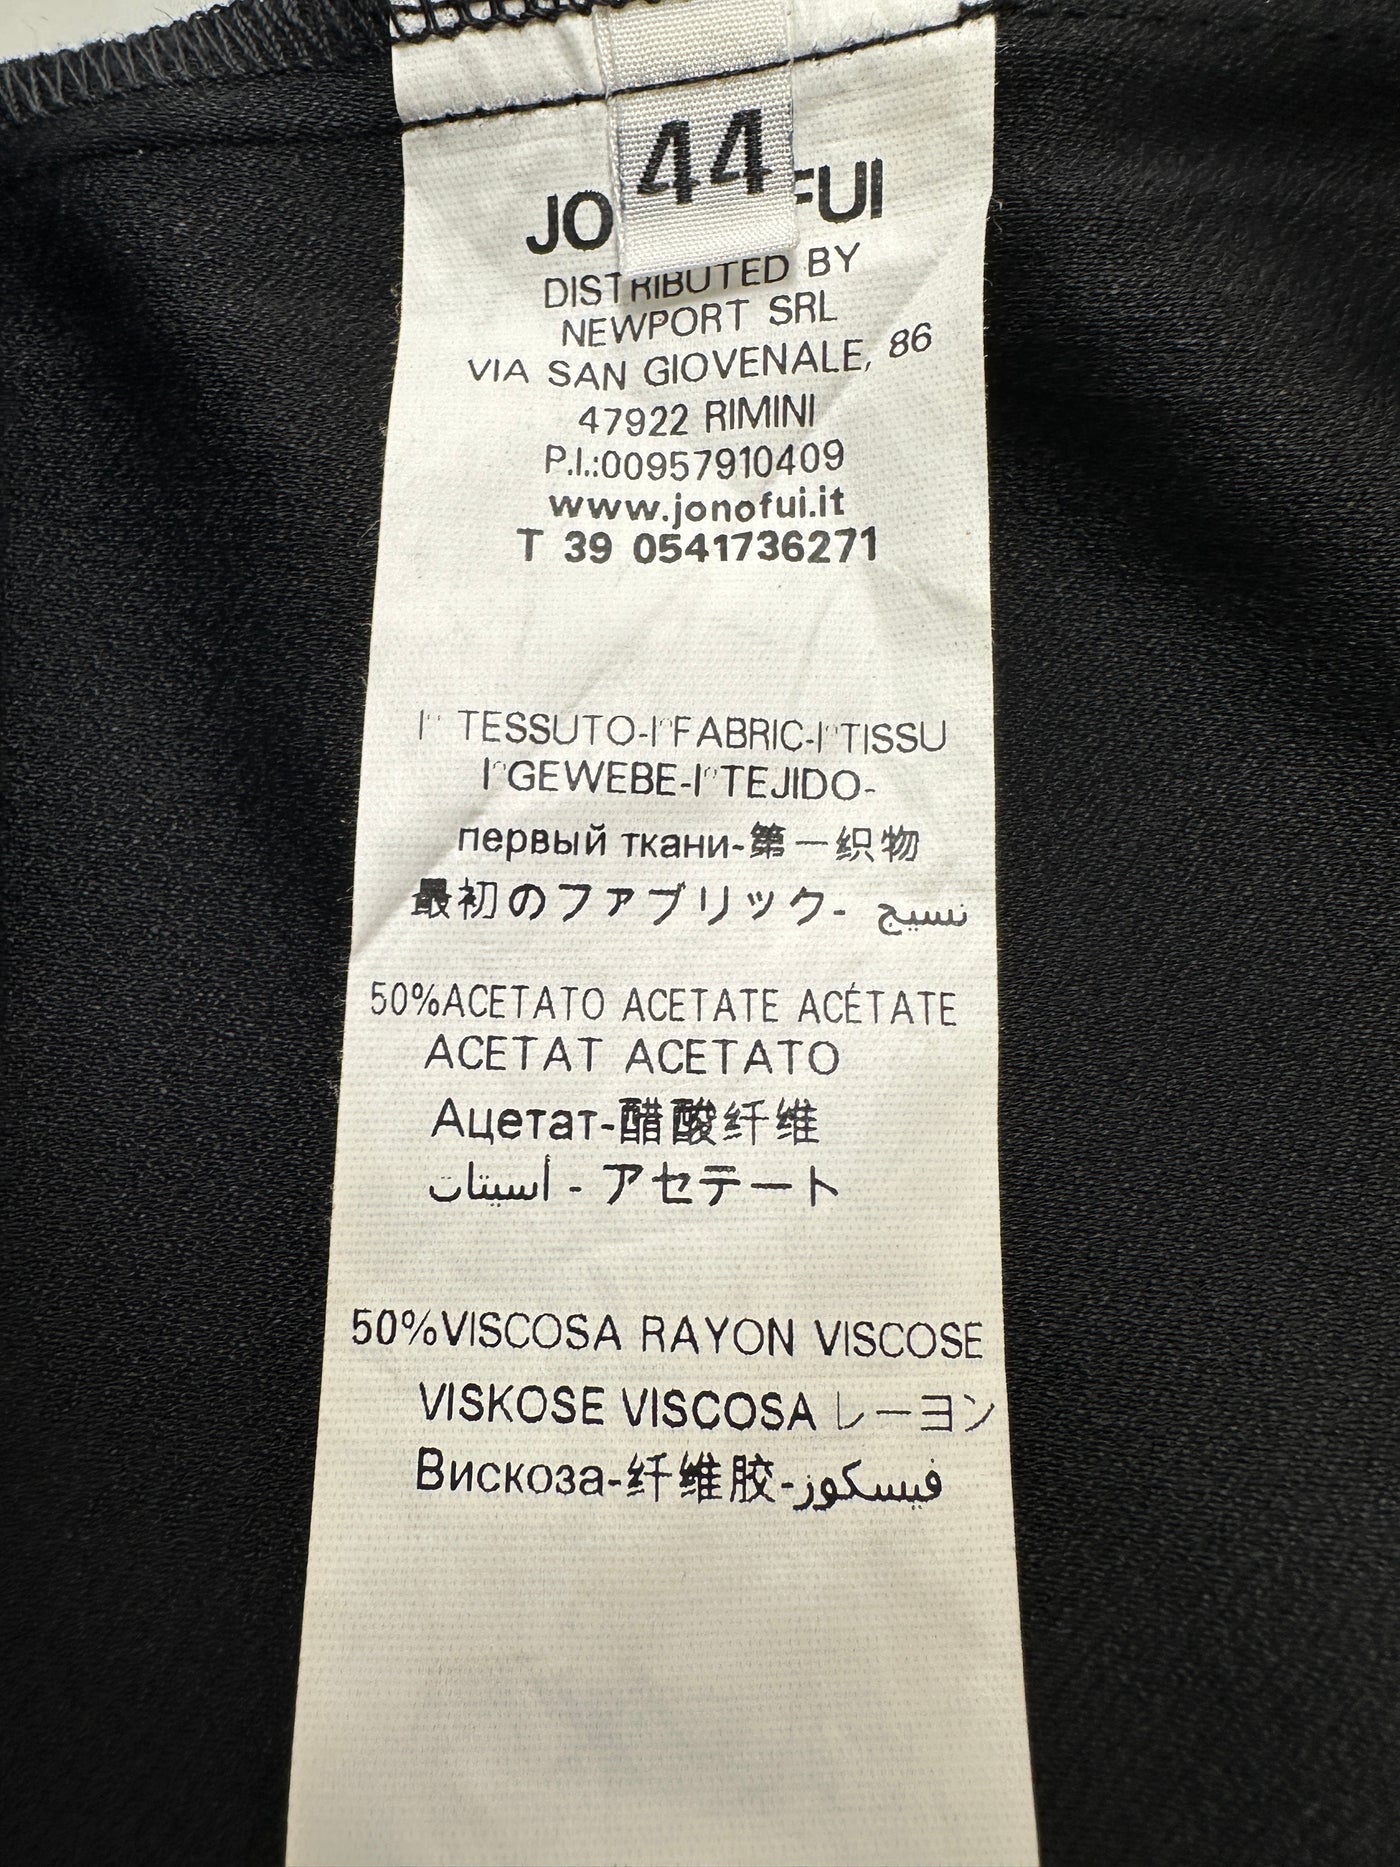 44
JO FUI
DISTRIBUTED BY
NEWPORT SRL
VIA SAN GIOVENALE, 86
47922 RIMINI
P.I.:00957910409
www.jonofui.it
T 39 0541736271
I° TESSUTO-I°FABRIC-I°TISSU
I°GEWEBE-I°TEJIDO-
первый ткани-第一织物
最初のファブリック- نسيج
50%ACETATO ACETATE ACÉTATE
ACETAT ACETATO
Ацетат-醋酸纤维
أسيتات - アセテート
50%VISCOSA RAYON VISCOSE
VISKOSE VISCOSA レーヨン
Вискоза-纤维胶-فيسكوز